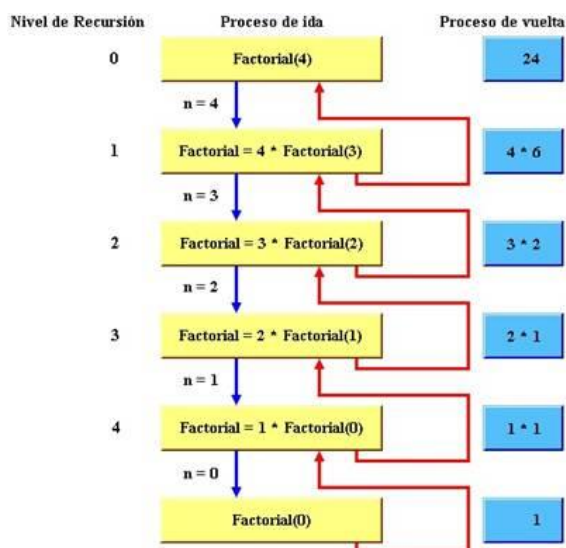 Nivel de Recursión Proceso de ida Proceso de vuelta
0 Factorial(4) 24
n = 4
1 Factorial = 4 * Factorial(3) 4 * 6
n = 3
2 Factorial = 3 * Factorial(2) 3 * 2
n = 2
3 Factorial = 2 * Factorial(1) 2 * 1
n = 1
4 Factorial = 1 * Factorial(0) 1 * 1
n = 0
Factorial(0) 1